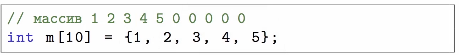 // массив 1 2 3 4 5 0 0 0 0 0
int m[10] = {1, 2, 3, 4, 5};